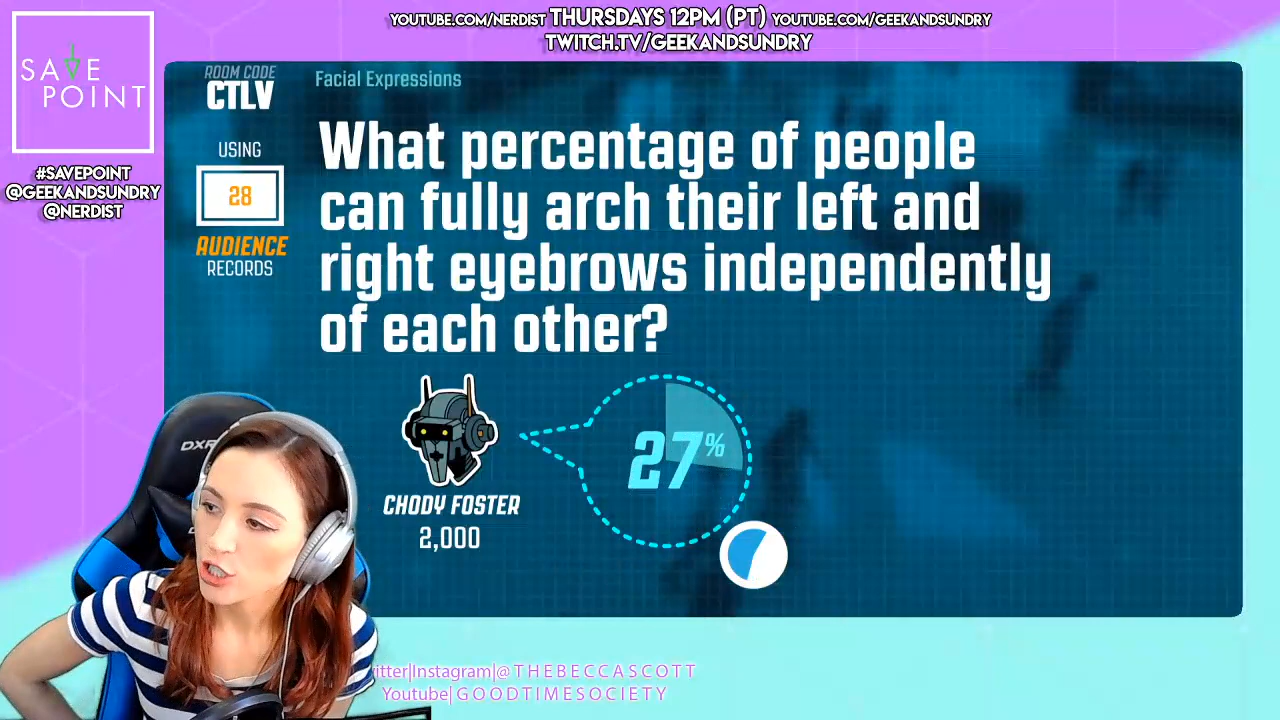 YOUTUBE.COM/NERDIST THURSDAYS 12PM (PT) YOUTUBE.COM/GEEKANDSUNDRY
TWITCH.TV/GEEKANDSUNDRY
SAVE
POINT
#SAVEPOINT
@GEEKANDSUNDRY
@NERDIST
ROOM CODE
CTLV
USING
28
AUDIENCE
RECORDS
Facial Expressions
What percentage of people
can fully arch their left and
right eyebrows independently
of each other?
27%
CHODY FOSTER
2,000
DXR
itter|Instagram|@THEBECCASCOTT
Youtube|GOODTIMESOCIETY